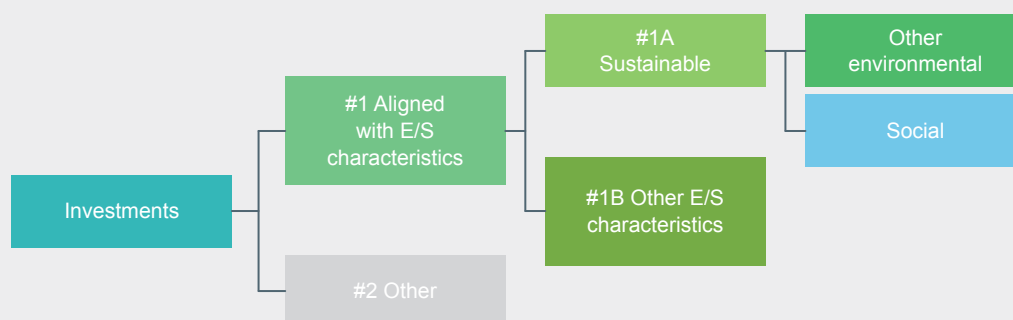 Investments
#1 Aligned
with E/S
characteristics
#2 Other
#1A
Sustainable
#1B Other E/S
characteristics
Other
environmental
Social